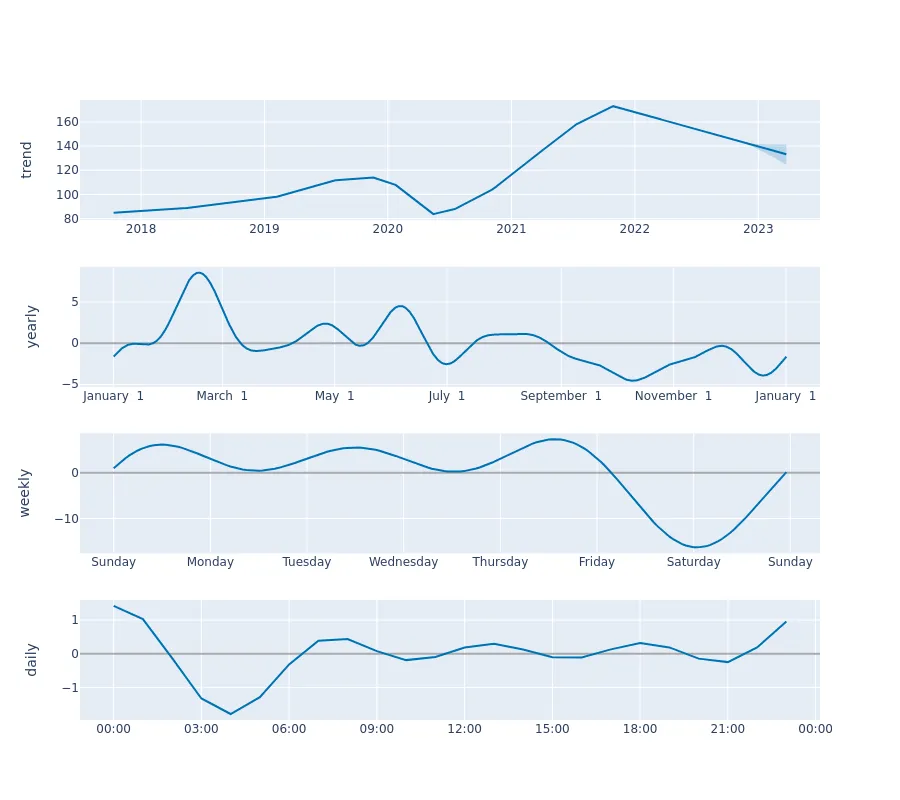 trend
160
140
120
100
80
2018 2019 2020 2021 2022 2023
yearly
5
0
−5
January 1 March 1 May 1 July 1 September 1 November 1 January 1
weekly
0
−10
Sunday Monday Tuesday Wednesday Thursday Friday Saturday Sunday
daily
1
0
−1
00:00 03:00 06:00 09:00 12:00 15:00 18:00 21:00 00:00